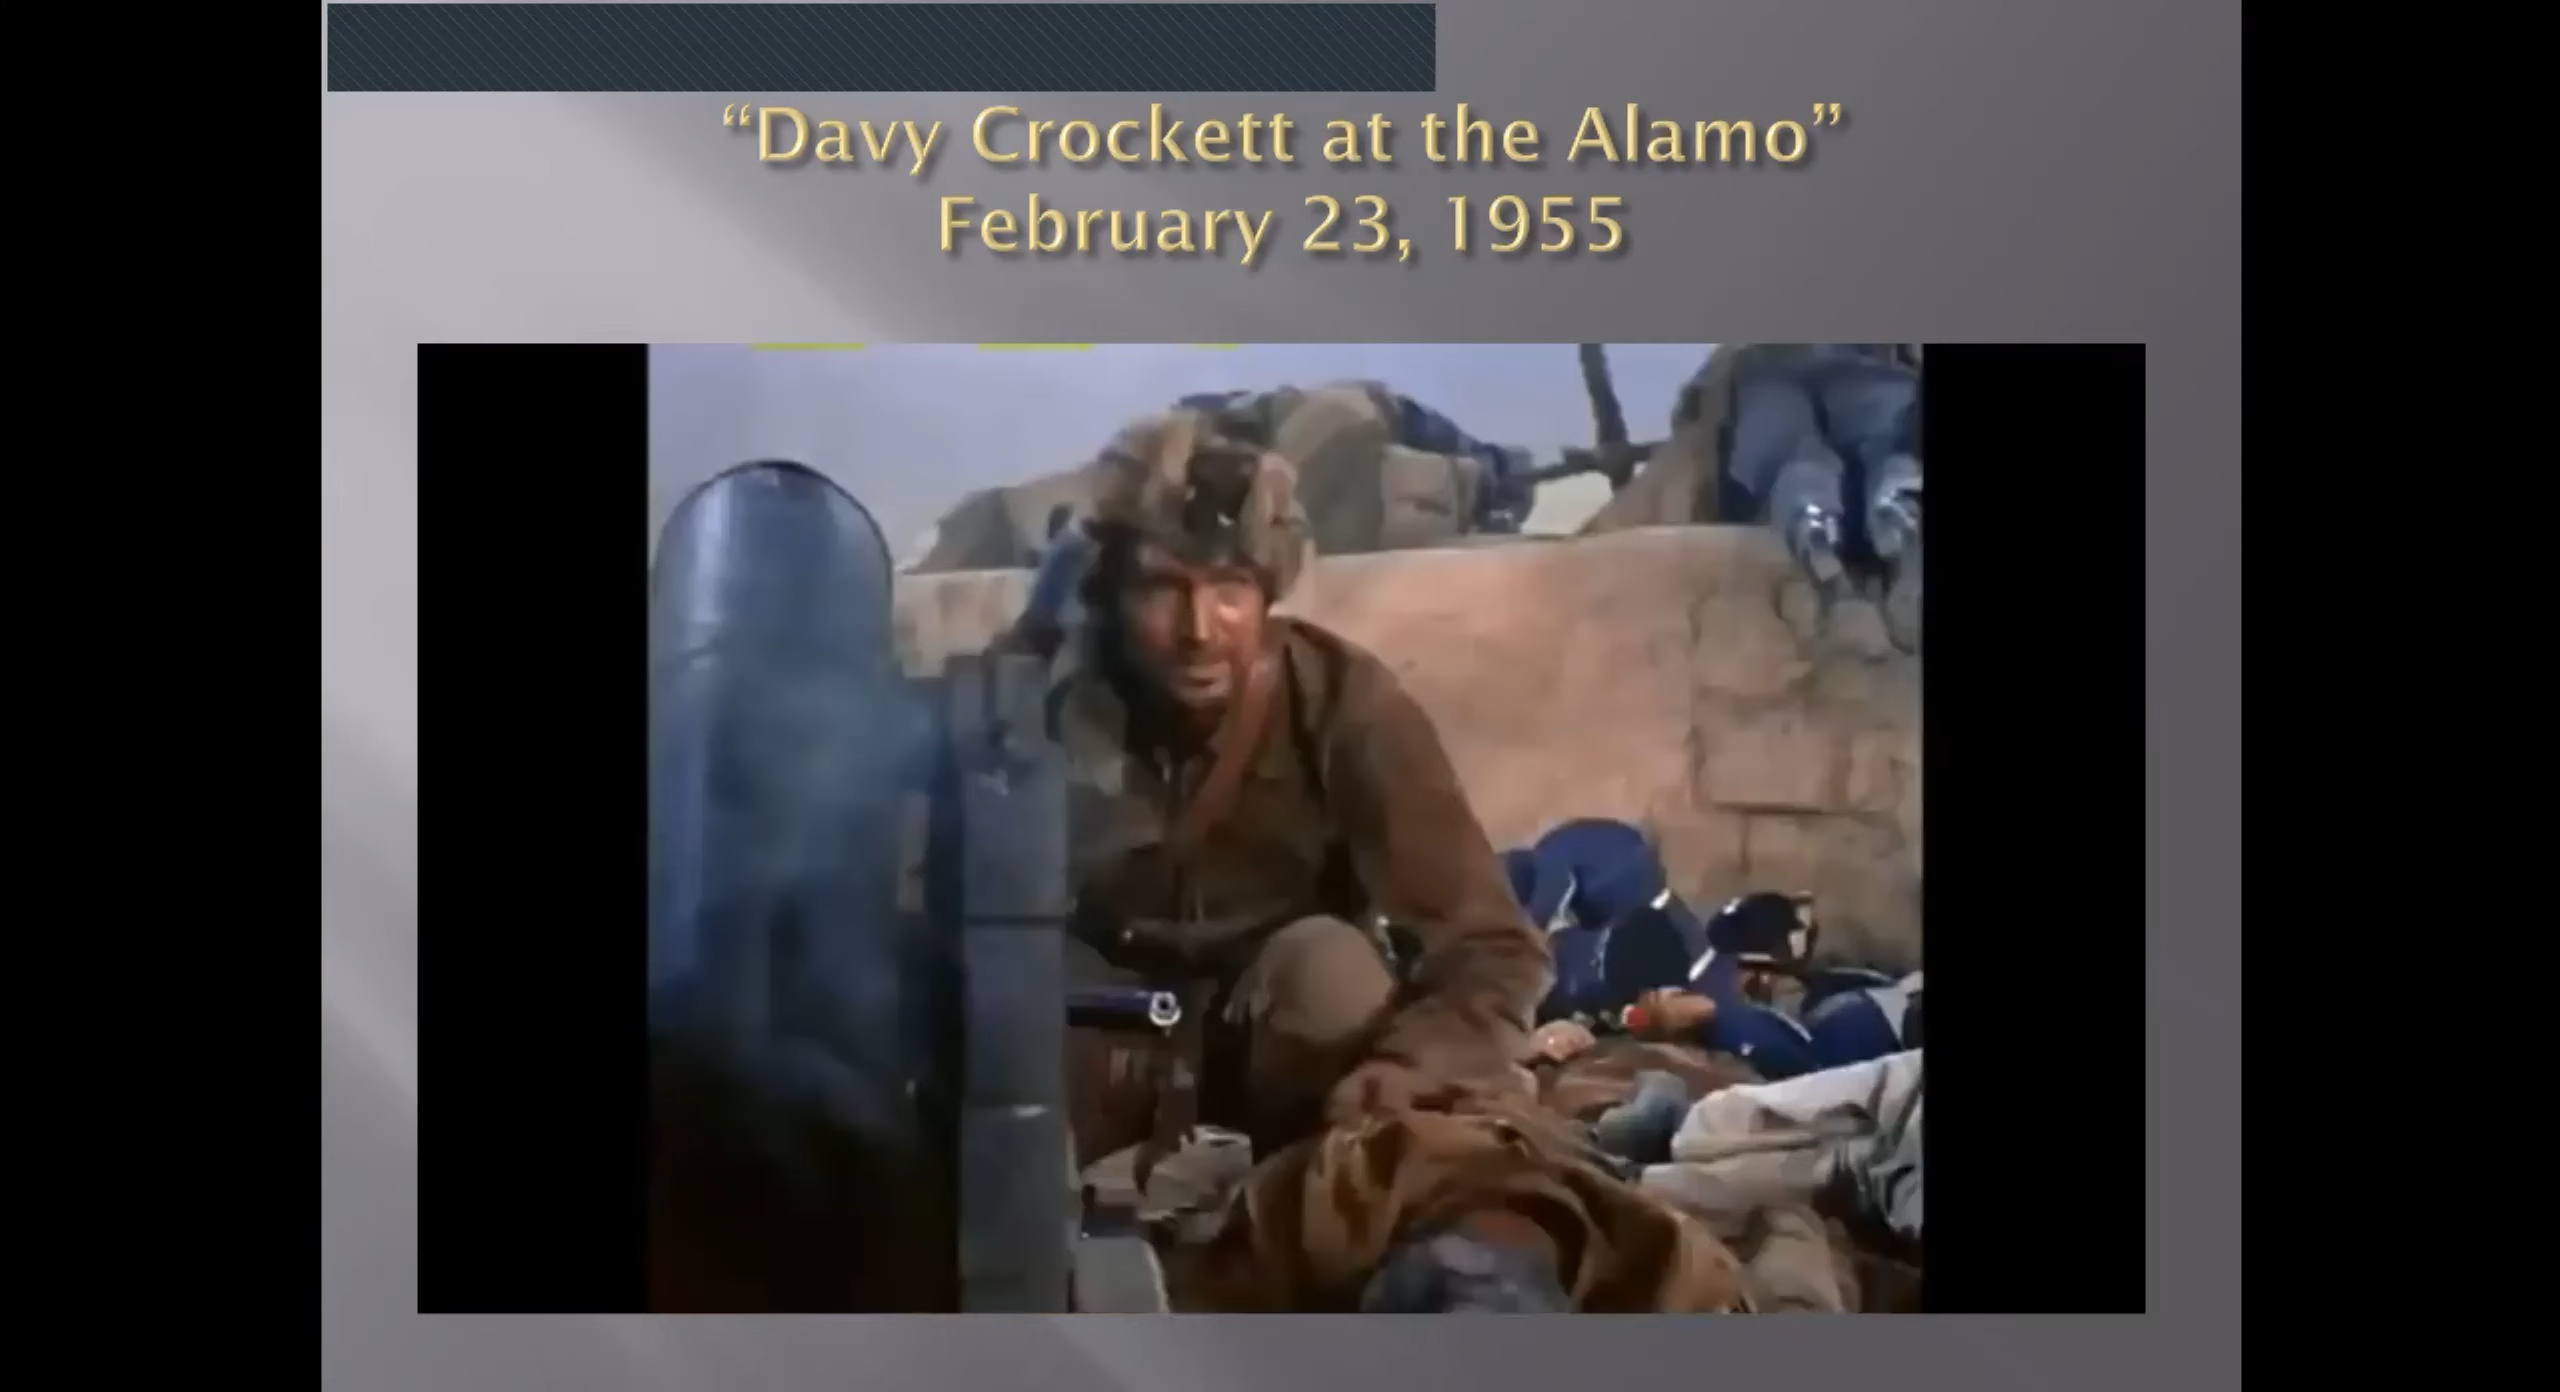 “Davy Crockett at the Alamo”
February 23, 1955